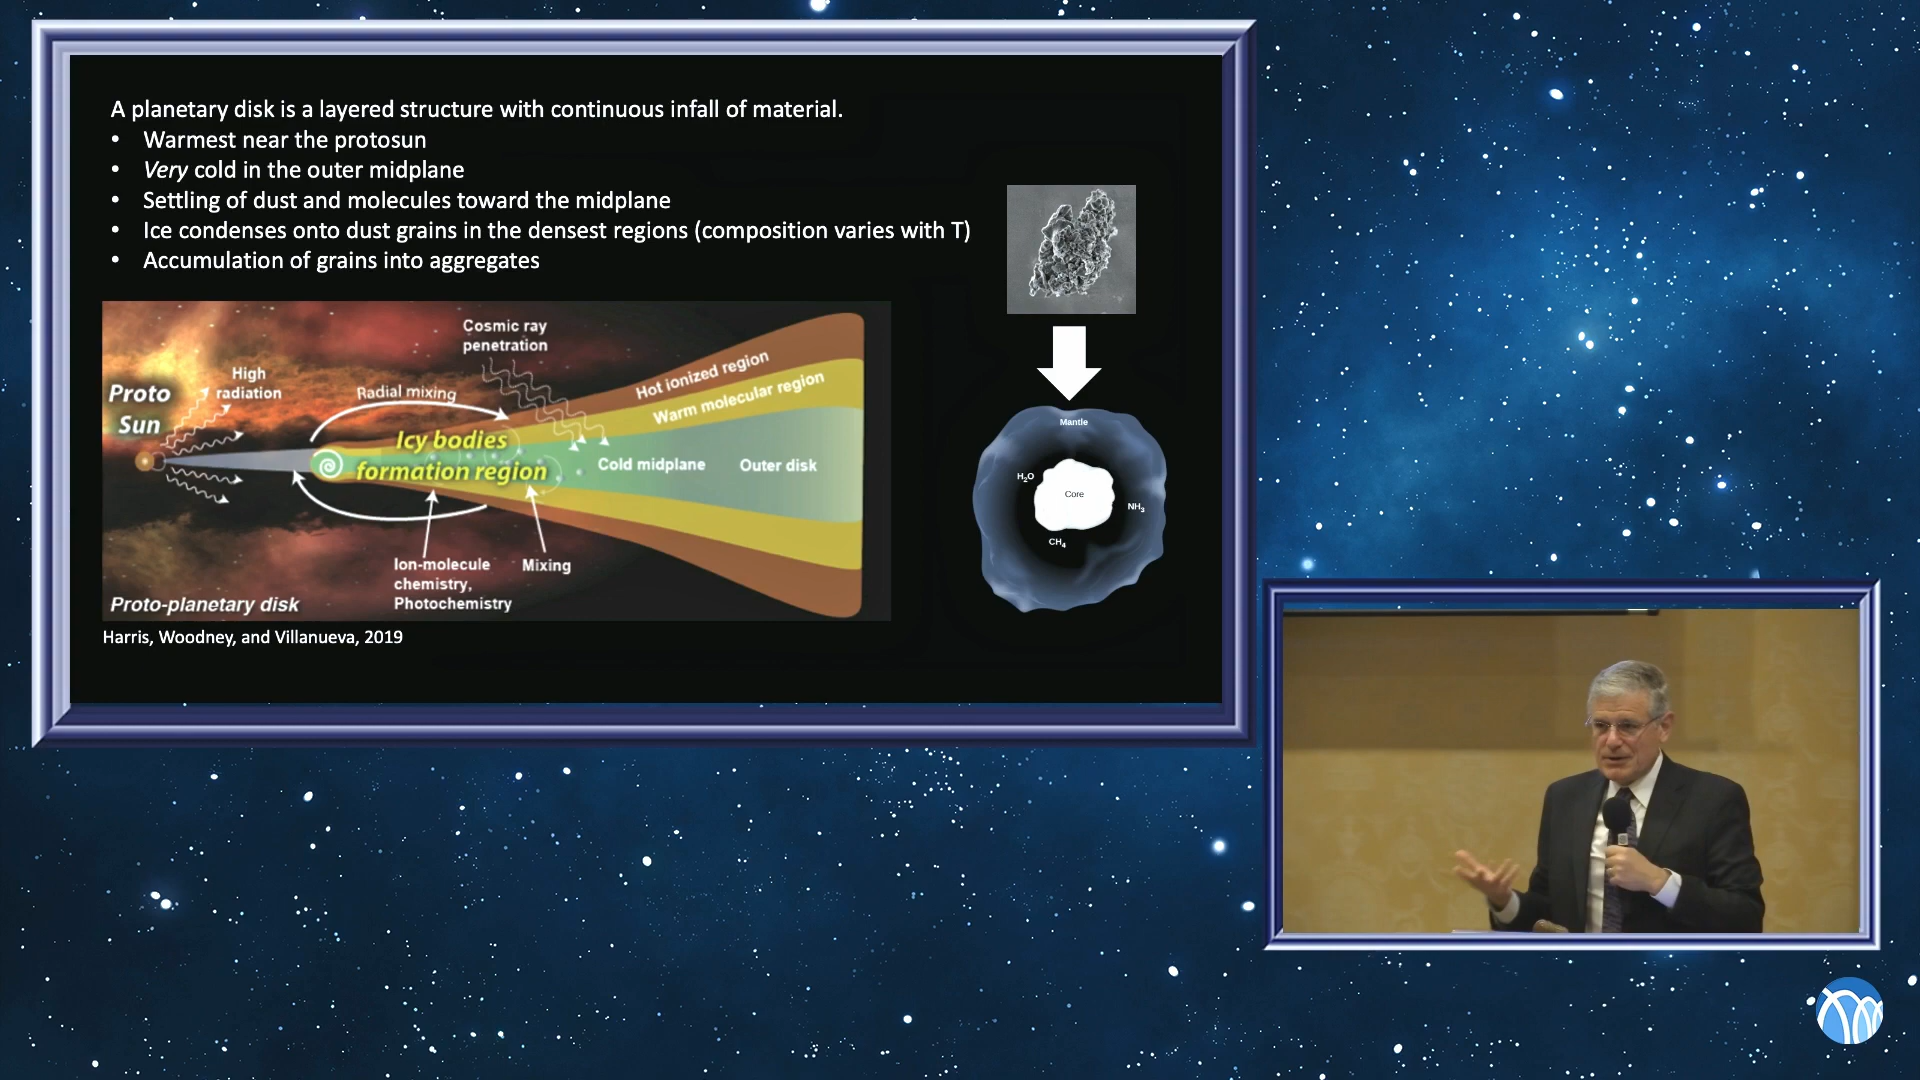 A planetary disk is a layered structure with continuous infall of material.
• Warmest near the protosun
• Very cold in the outer midplane
• Settling of dust and molecules toward the midplane
• Ice condenses onto dust grains in the densest regions (composition varies with T)
• Accumulation of grains into aggregates
Cosmic ray
penetration
High
radiation
Proto
Sun
Radial mixing
Hot ionized region
Warm molecular region
Icy bodies
formation region
Cold midplane
Outer disk
Ion-molecule
chemistry,
Photochemistry
Mixing
Proto-planetary disk
Harris, Woodney, and Villanueva, 2019
Mantle
H₂O
Core
NH₃
CH₄